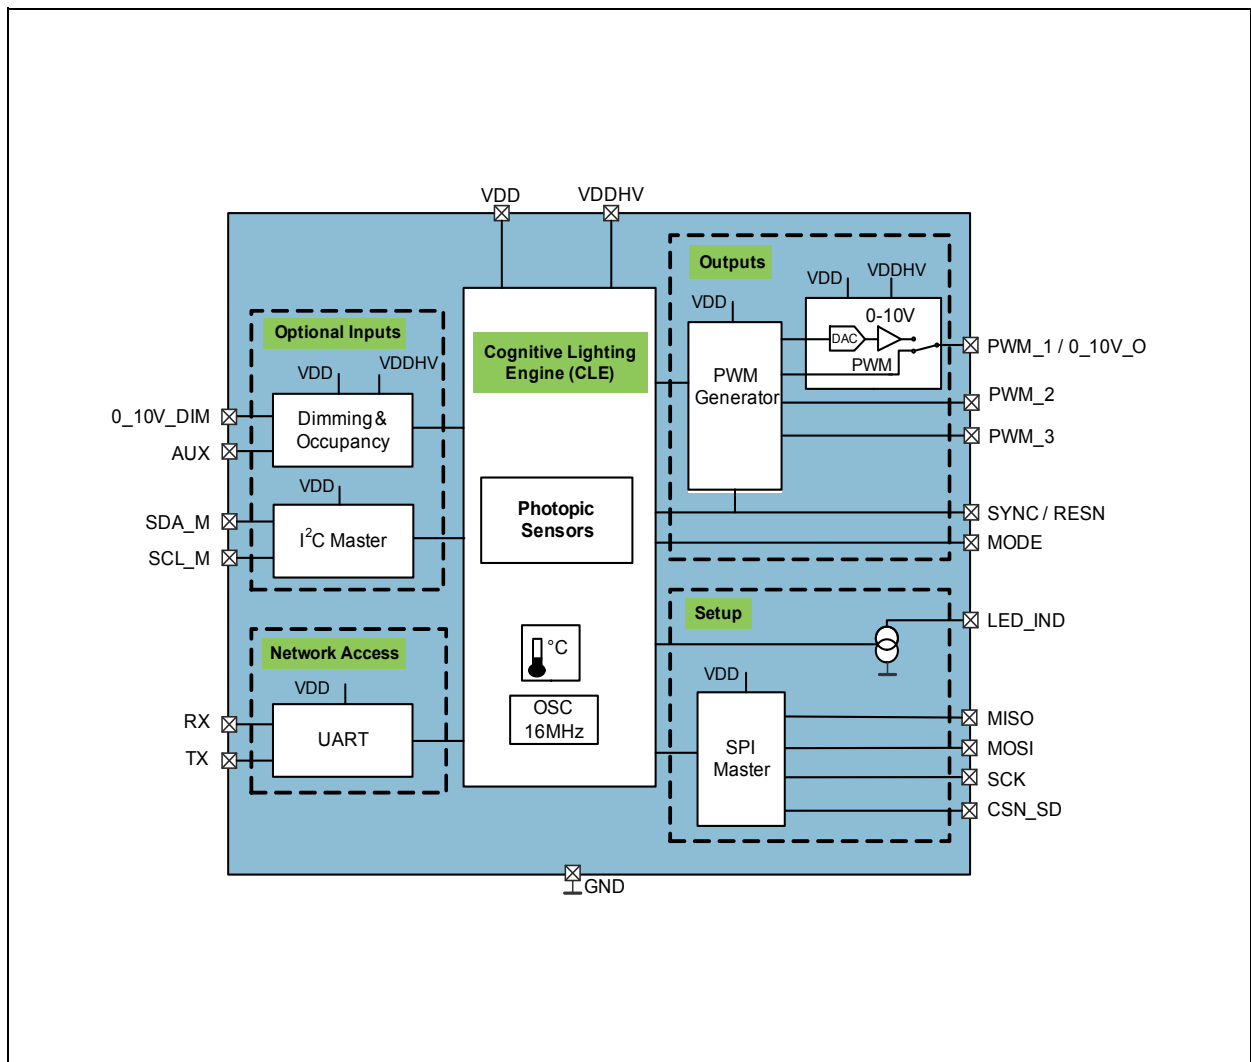 VDD
VDDHV
Outputs
VDD
VDDHV
VDD
0-10V
DAC
PWM
PWM
Generator
PWM_1 / 0_10V_O
PWM_2
PWM_3
SYNC / RESN
MODE
Optional Inputs
VDD
VDDHV
0_10V_DIM
AUX
Dimming &
Occupancy
VDD
SDA_M
SCL_M
I²C Master
Cognitive Lighting
Engine (CLE)
Photopic
Sensors
°C
OSC
16MHz
Network Access
VDD
RX
TX
UART
Setup
LED_IND
VDD
SPI
Master
MISO
MOSI
SCK
CSN_SD
GND